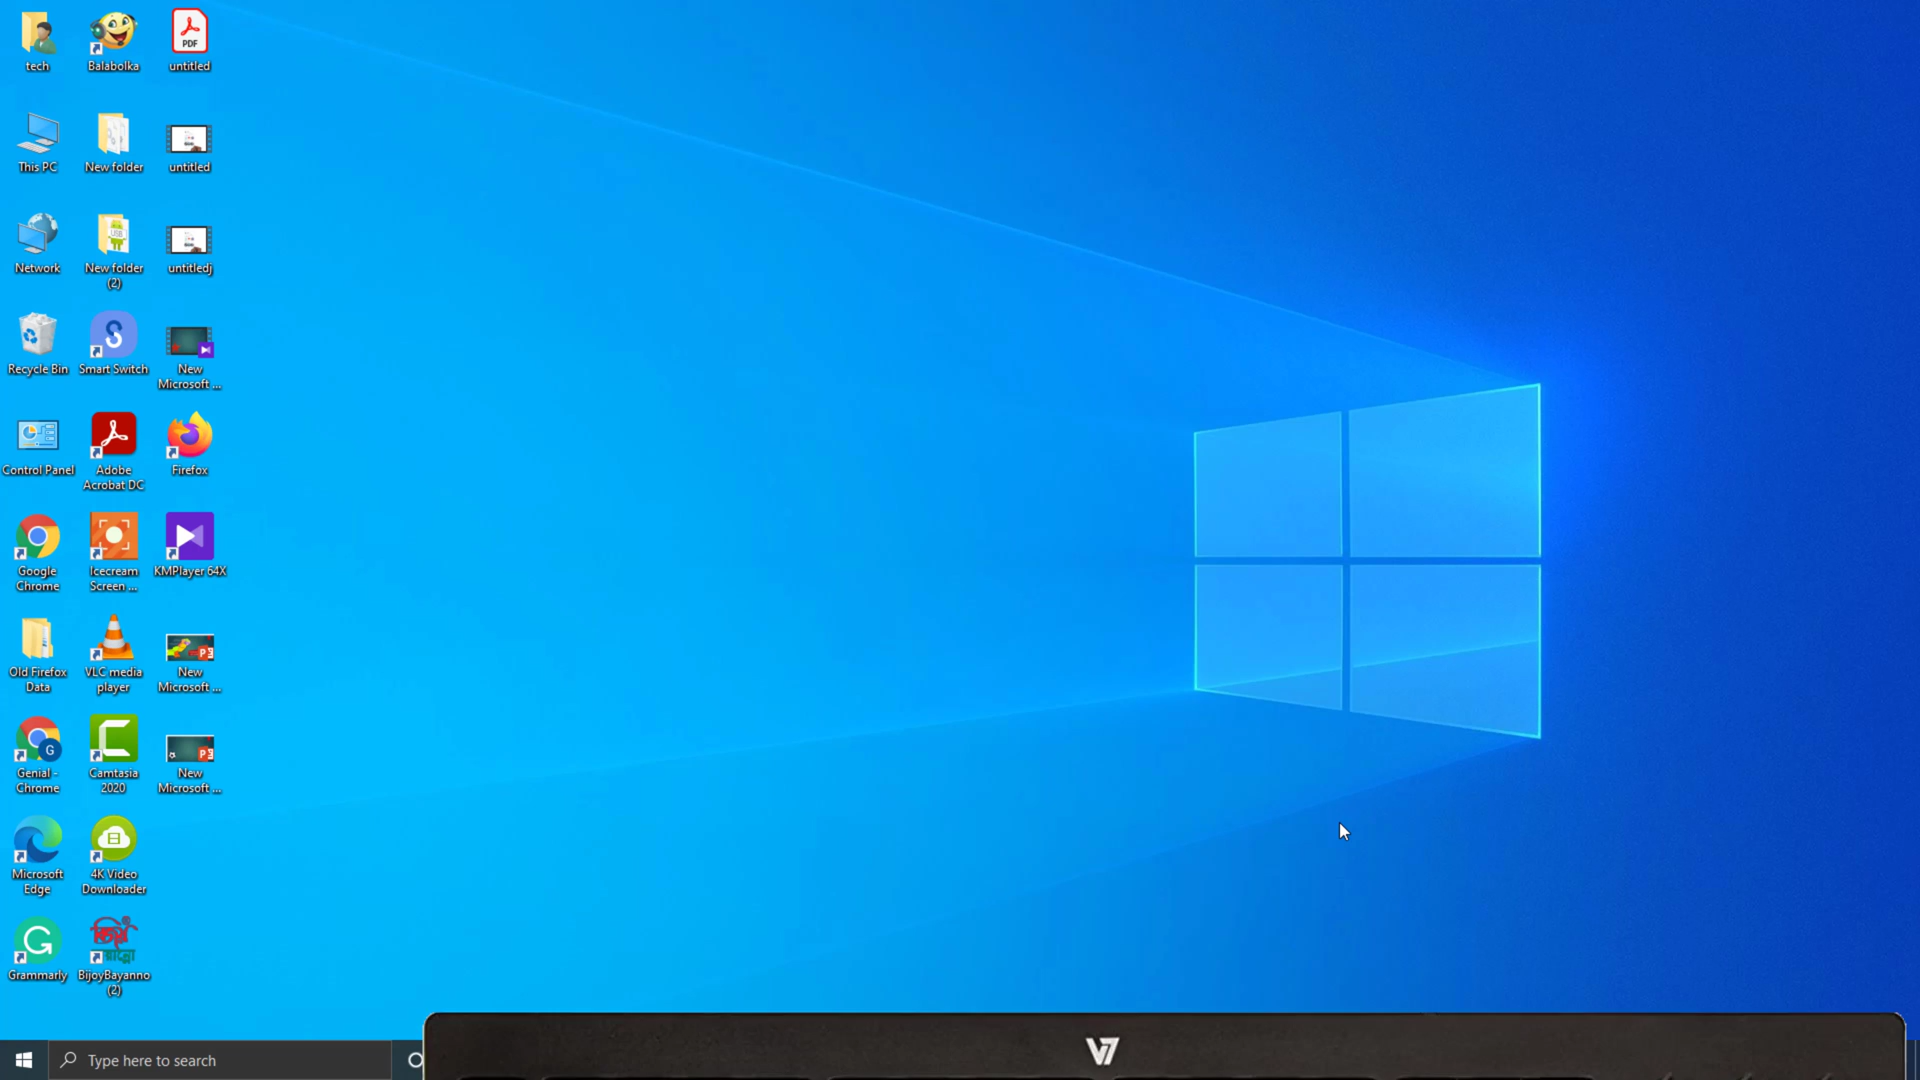 tech
Balabolka
PDF
untitled
This PC
New folder
untitled
Network
New folder
(2)
USB
untitledj
Recycle Bin
Smart Switch
New
Microsoft ...
Control Panel
Adobe
Acrobat DC
Firefox
Google
Chrome
Icecream
Screen ...
KMPlayer 64X
Old Firefox
Data
VLC media
player
New
Microsoft ...
G
Genial -
Chrome
Camtasia
2020
New
Microsoft ...
Microsoft
Edge
4K Video
Downloader
Grammarly
BijoyBayanno
(2)
Type here to search
V7